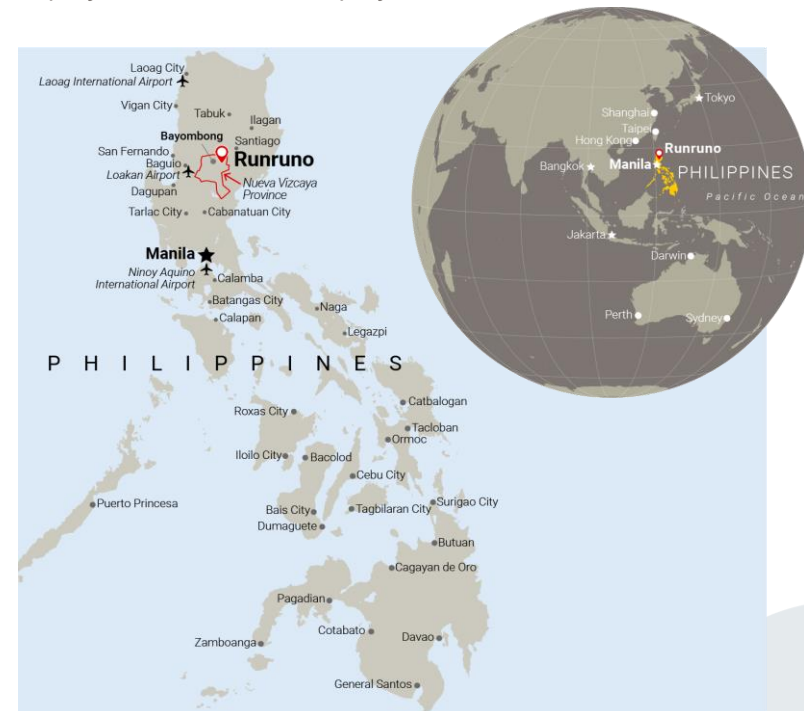 Laoag City
Laoag International Airport
Vigan City
Tabuk
Ilagan
Bayombong
Santiago
San Fernando
Runruno
Baguio
Loakan Airport
Nueva Vizcaya
Province
Dagupan
Tarlac City
Cabanatuan City
Manila
Ninoy Aquino
International Airport
Calamba
Batangas City
Naga
Calapan
Legazpi
PHILIPPINES
Catbalogan
Roxas City
Tacloban
Ormoc
Iloilo City
Bacolod
Cebu City
Puerto Princesa
Bais City
Tagbilaran City
Surigao City
Dumaguete
Butuan
Cagayan de Oro
Pagadian
Cotabato
Davao
Zamboanga
General Santos
Tokyo
Shanghai
Taipei
Hong Kong
Runruno
Bangkok
Manila
PHILIPPINES
Pacific Ocean
Jakarta
Darwin
Perth
Sydney